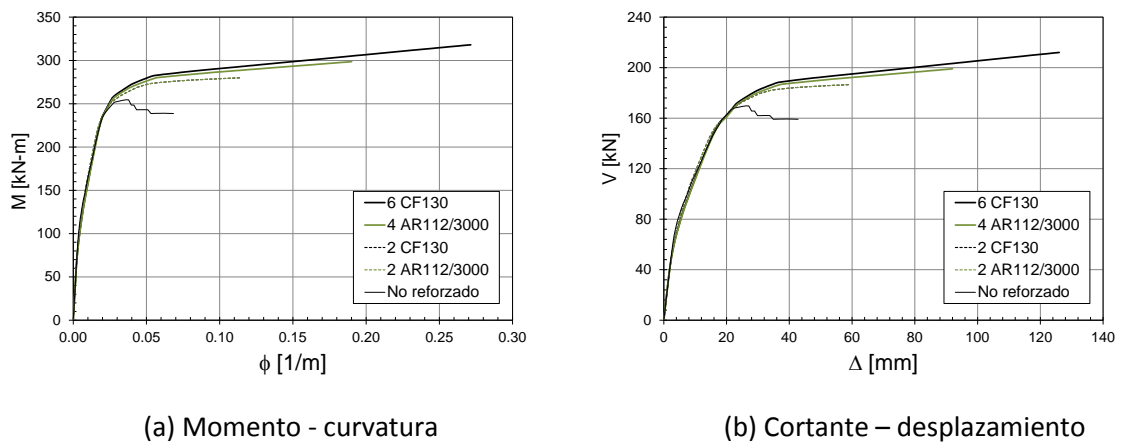 350
300
250
200
150
100
50
0
M [kN-m]
0.00 0.05 0.10 0.15 0.20 0.25 0.30
ϕ [1/m]
6 CF130
4 AR112/3000
2 CF130
2 AR112/3000
No reforzado
(a) Momento - curvatura
240
200
160
120
80
40
0
V [kN]
0 20 40 60 80 100 120 140
Δ [mm]
6 CF130
4 AR112/3000
2 CF130
2 AR112/3000
No reforzado
(b) Cortante – desplazamiento